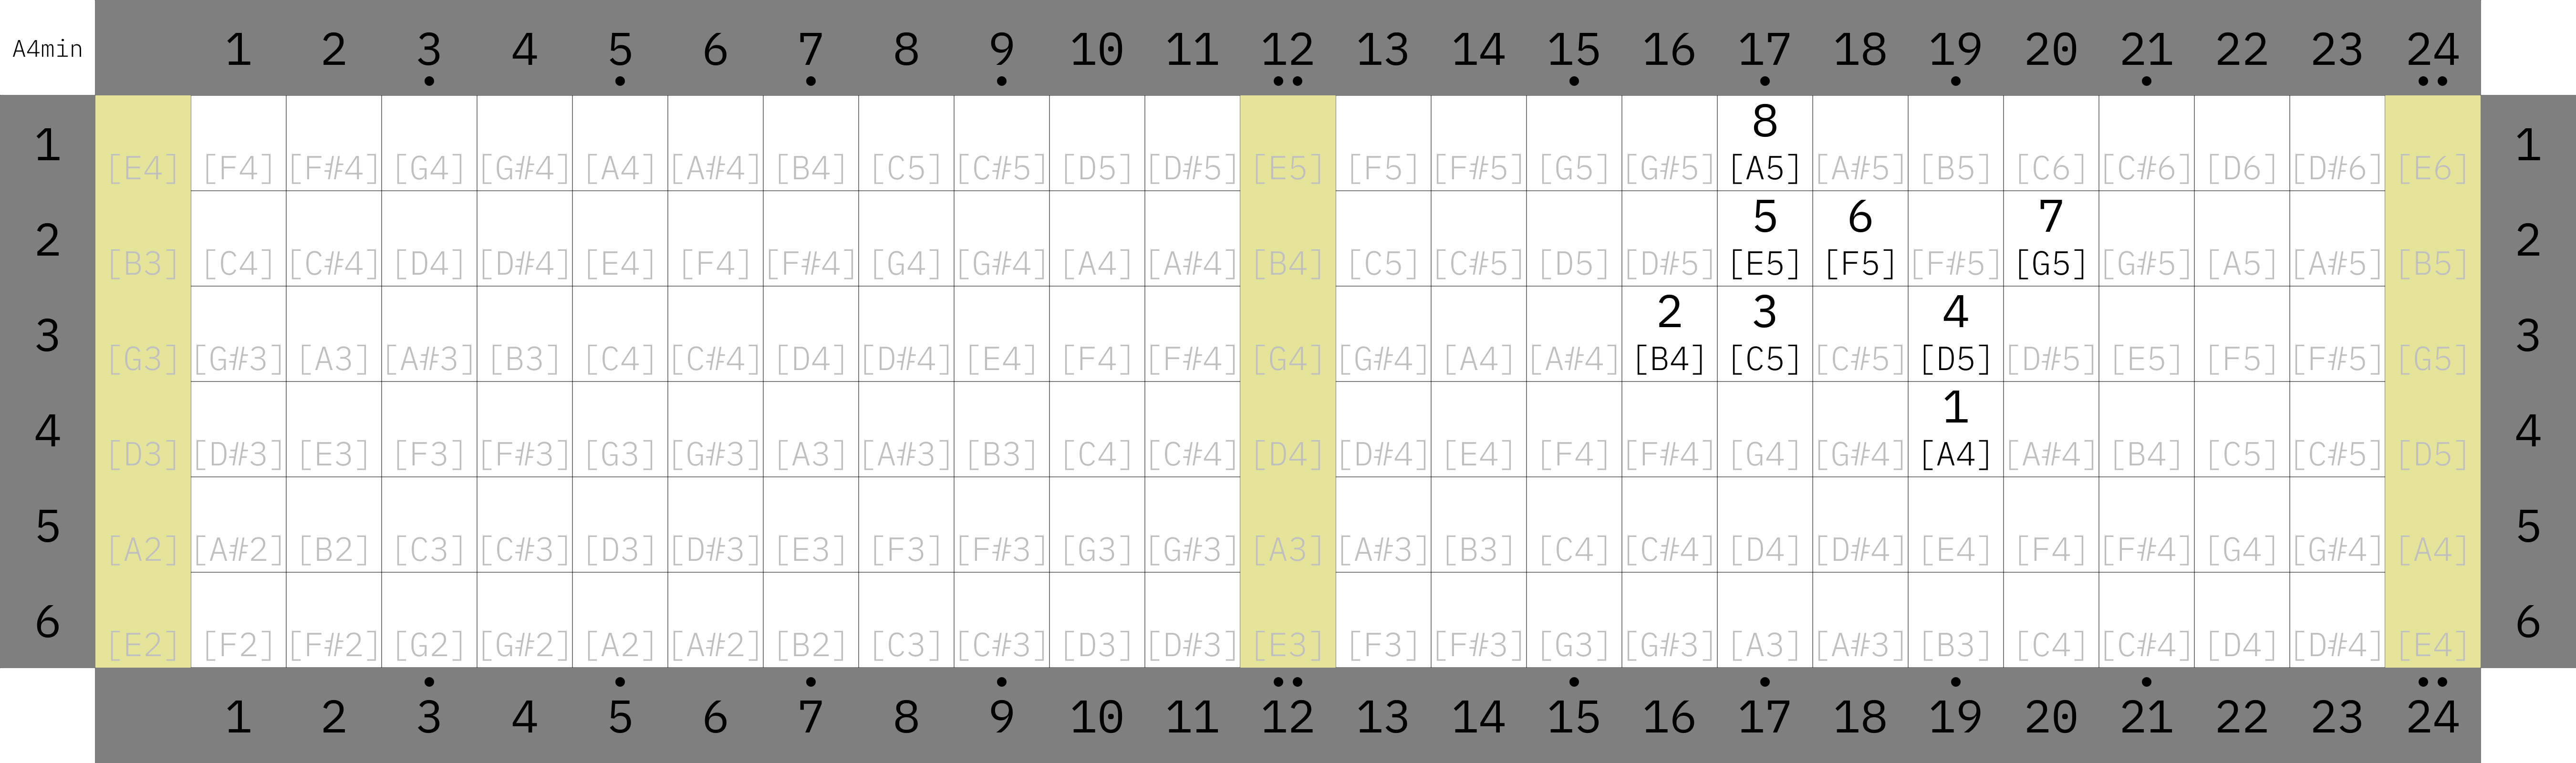 A4min 1 2 3 4 5 6 7 8 9 10 11 12 13 14 15 16 17 18 19 20 21 22 23 24
8
1 [E4] [F4] [F#4] [G4] [G#4] [A4] [A#4] [B4] [C5] [C#5] [D5] [D#5] [E5] [F5] [F#5] [G5] [G#5] [A5] [A#5] [B5] [C6] [C#6] [D6] [D#6] [E6] 1
5 6 7
2 [B3] [C4] [C#4] [D4] [D#4] [E4] [F4] [F#4] [G4] [G#4] [A4] [A#4] [B4] [C5] [C#5] [D5] [D#5] [E5] [F5] [F#5] [G5] [G#5] [A5] [A#5] [B5] 2
2 3 4
3 [G3] [G#3] [A3] [A#3] [B3] [C4] [C#4] [D4] [D#4] [E4] [F4] [F#4] [G4] [G#4] [A4] [A#4] [B4] [C5] [C#5] [D5] [D#5] [E5] [F5] [F#5] [G5] 3
1
4 [D3] [D#3] [E3] [F3] [F#3] [G3] [G#3] [A3] [A#3] [B3] [C4] [C#4] [D4] [D#4] [E4] [F4] [F#4] [G4] [G#4] [A4] [A#4] [B4] [C5] [C#5] [D5] 4
5 [A2] [A#2] [B2] [C3] [C#3] [D3] [D#3] [E3] [F3] [F#3] [G3] [G#3] [A3] [A#3] [B3] [C4] [C#4] [D4] [D#4] [E4] [F4] [F#4] [G4] [G#4] [A4] 5
6 [E2] [F2] [F#2] [G2] [G#2] [A2] [A#2] [B2] [C3] [C#3] [D3] [D#3] [E3] [F3] [F#3] [G3] [G#3] [A3] [A#3] [B3] [C4] [C#4] [D4] [D#4] [E4] 6
1 2 3 4 5 6 7 8 9 10 11 12 13 14 15 16 17 18 19 20 21 22 23 24